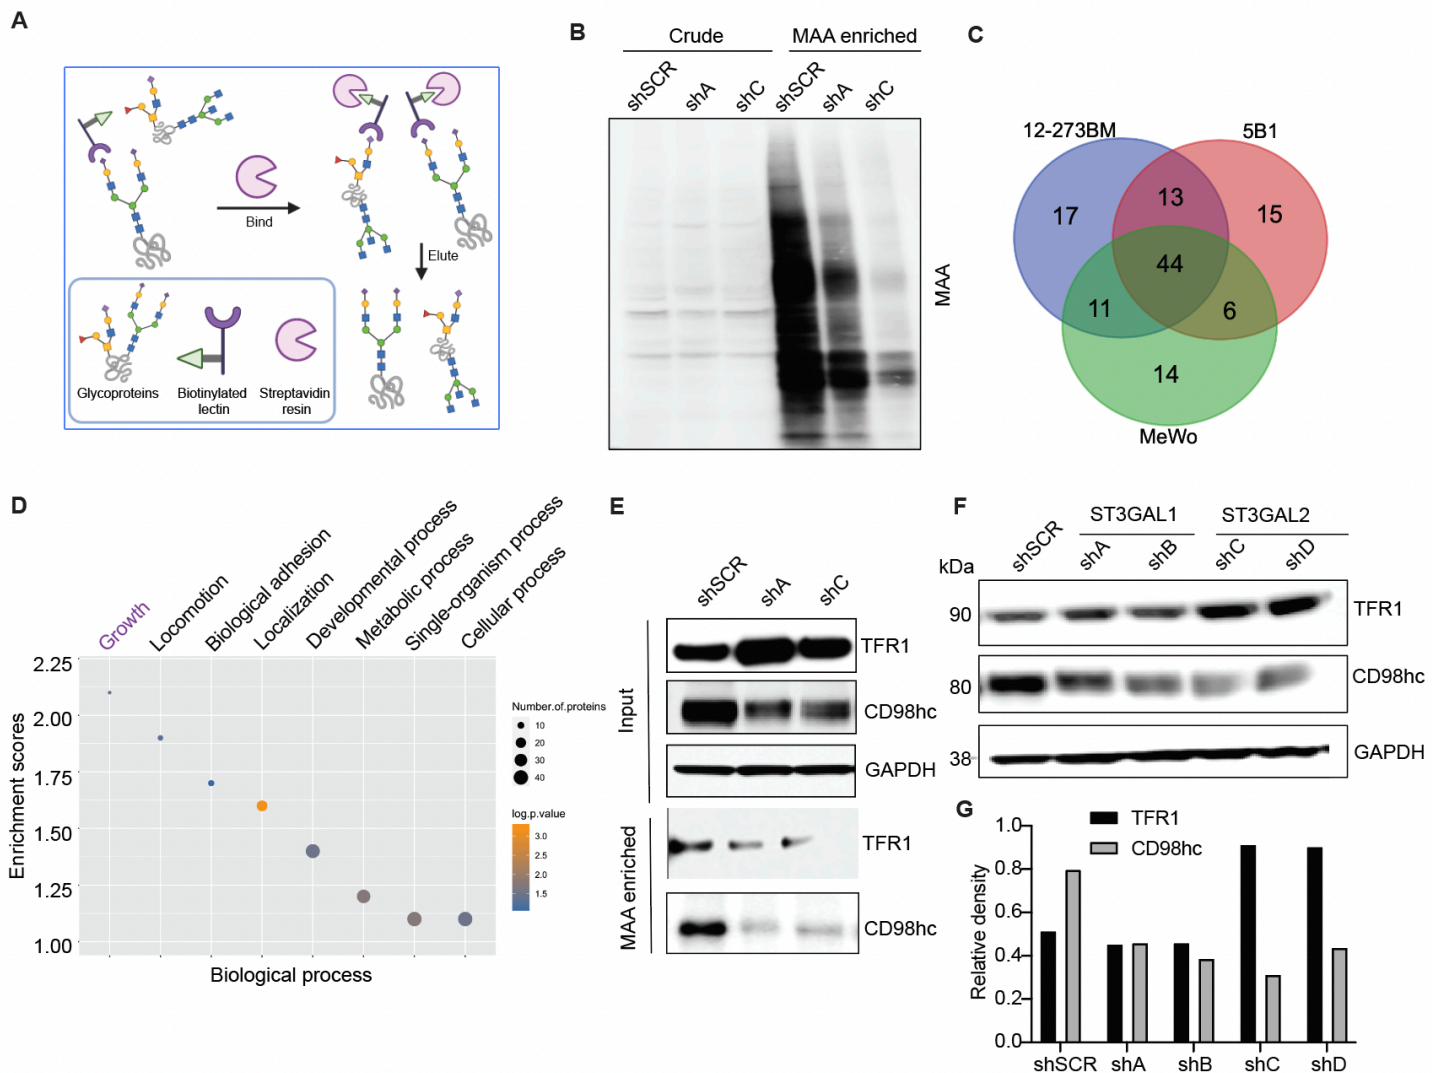 A
Bind
Elute
Glycoproteins
Biotinylated
lectin
Streptavidin
resin
B
Crude
MAA enriched
shSCR
shA
shC
shSCR
shA
shC
MAA
C
12-273BM
5B1
17
13
15
44
11
6
14
MeWo
D
Growth
Locomotion
Biological adhesion
Localization
Developmental process
Metabolic process
Single-organism process
Cellular process
2.25
2.00
1.75
1.50
1.25
1.00
Enrichment scores
Biological process
Number.of.proteins
10
20
30
40
log.p.value
3.0
2.5
2.0
1.5
E
shSCR
shA
shC
Input
TFR1
CD98hc
GAPDH
MAA enriched
TFR1
CD98hc
F
ST3GAL1
ST3GAL2
shSCR
shA
shB
shC
shD
kDa
90
TFR1
80
CD98hc
38
GAPDH
G
TFR1
CD98hc
1.0
0.8
0.6
0.4
0.2
0.0
Relative density
shSCR
shA
shB
shC
shD